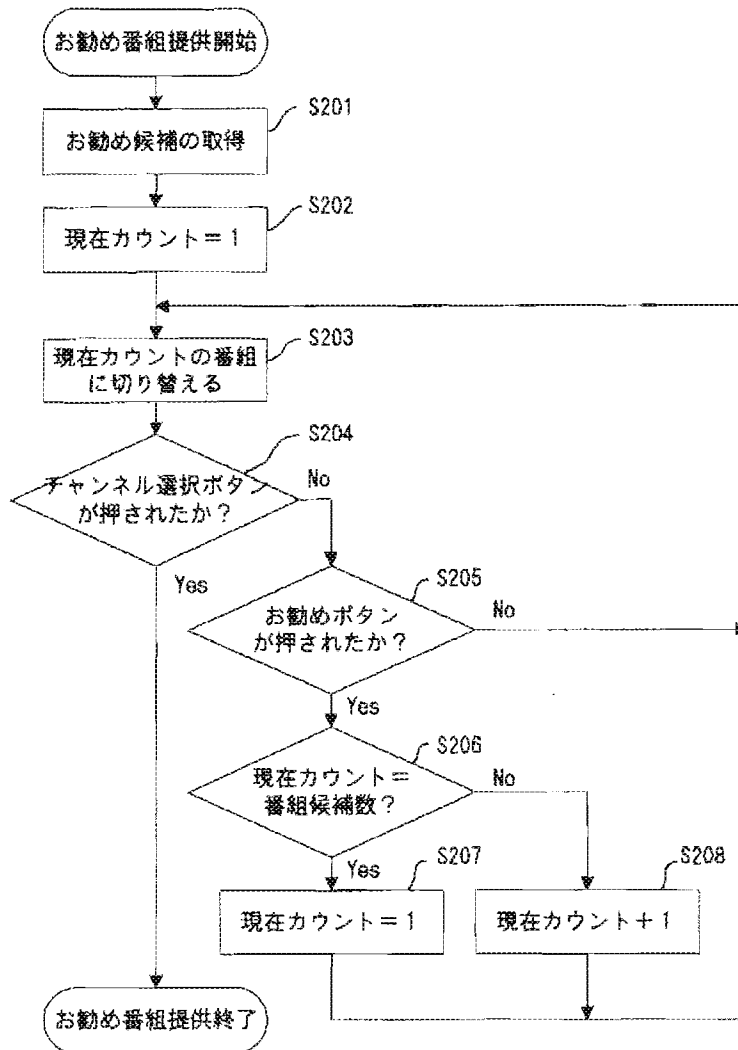 お勧め番組提供開始
S201
お勧め候補の取得
S202
現在カウント＝1
S203
現在カウントの番組
に切り替える
S204
チャンネル選択ボタン
が押されたか？
No
Yes
S205
お勧めボタン
が押されたか？
No
Yes
S206
現在カウント＝
番組候補数？
No
Yes
S207
現在カウント＝1
S208
現在カウント＋1
お勧め番組提供終了